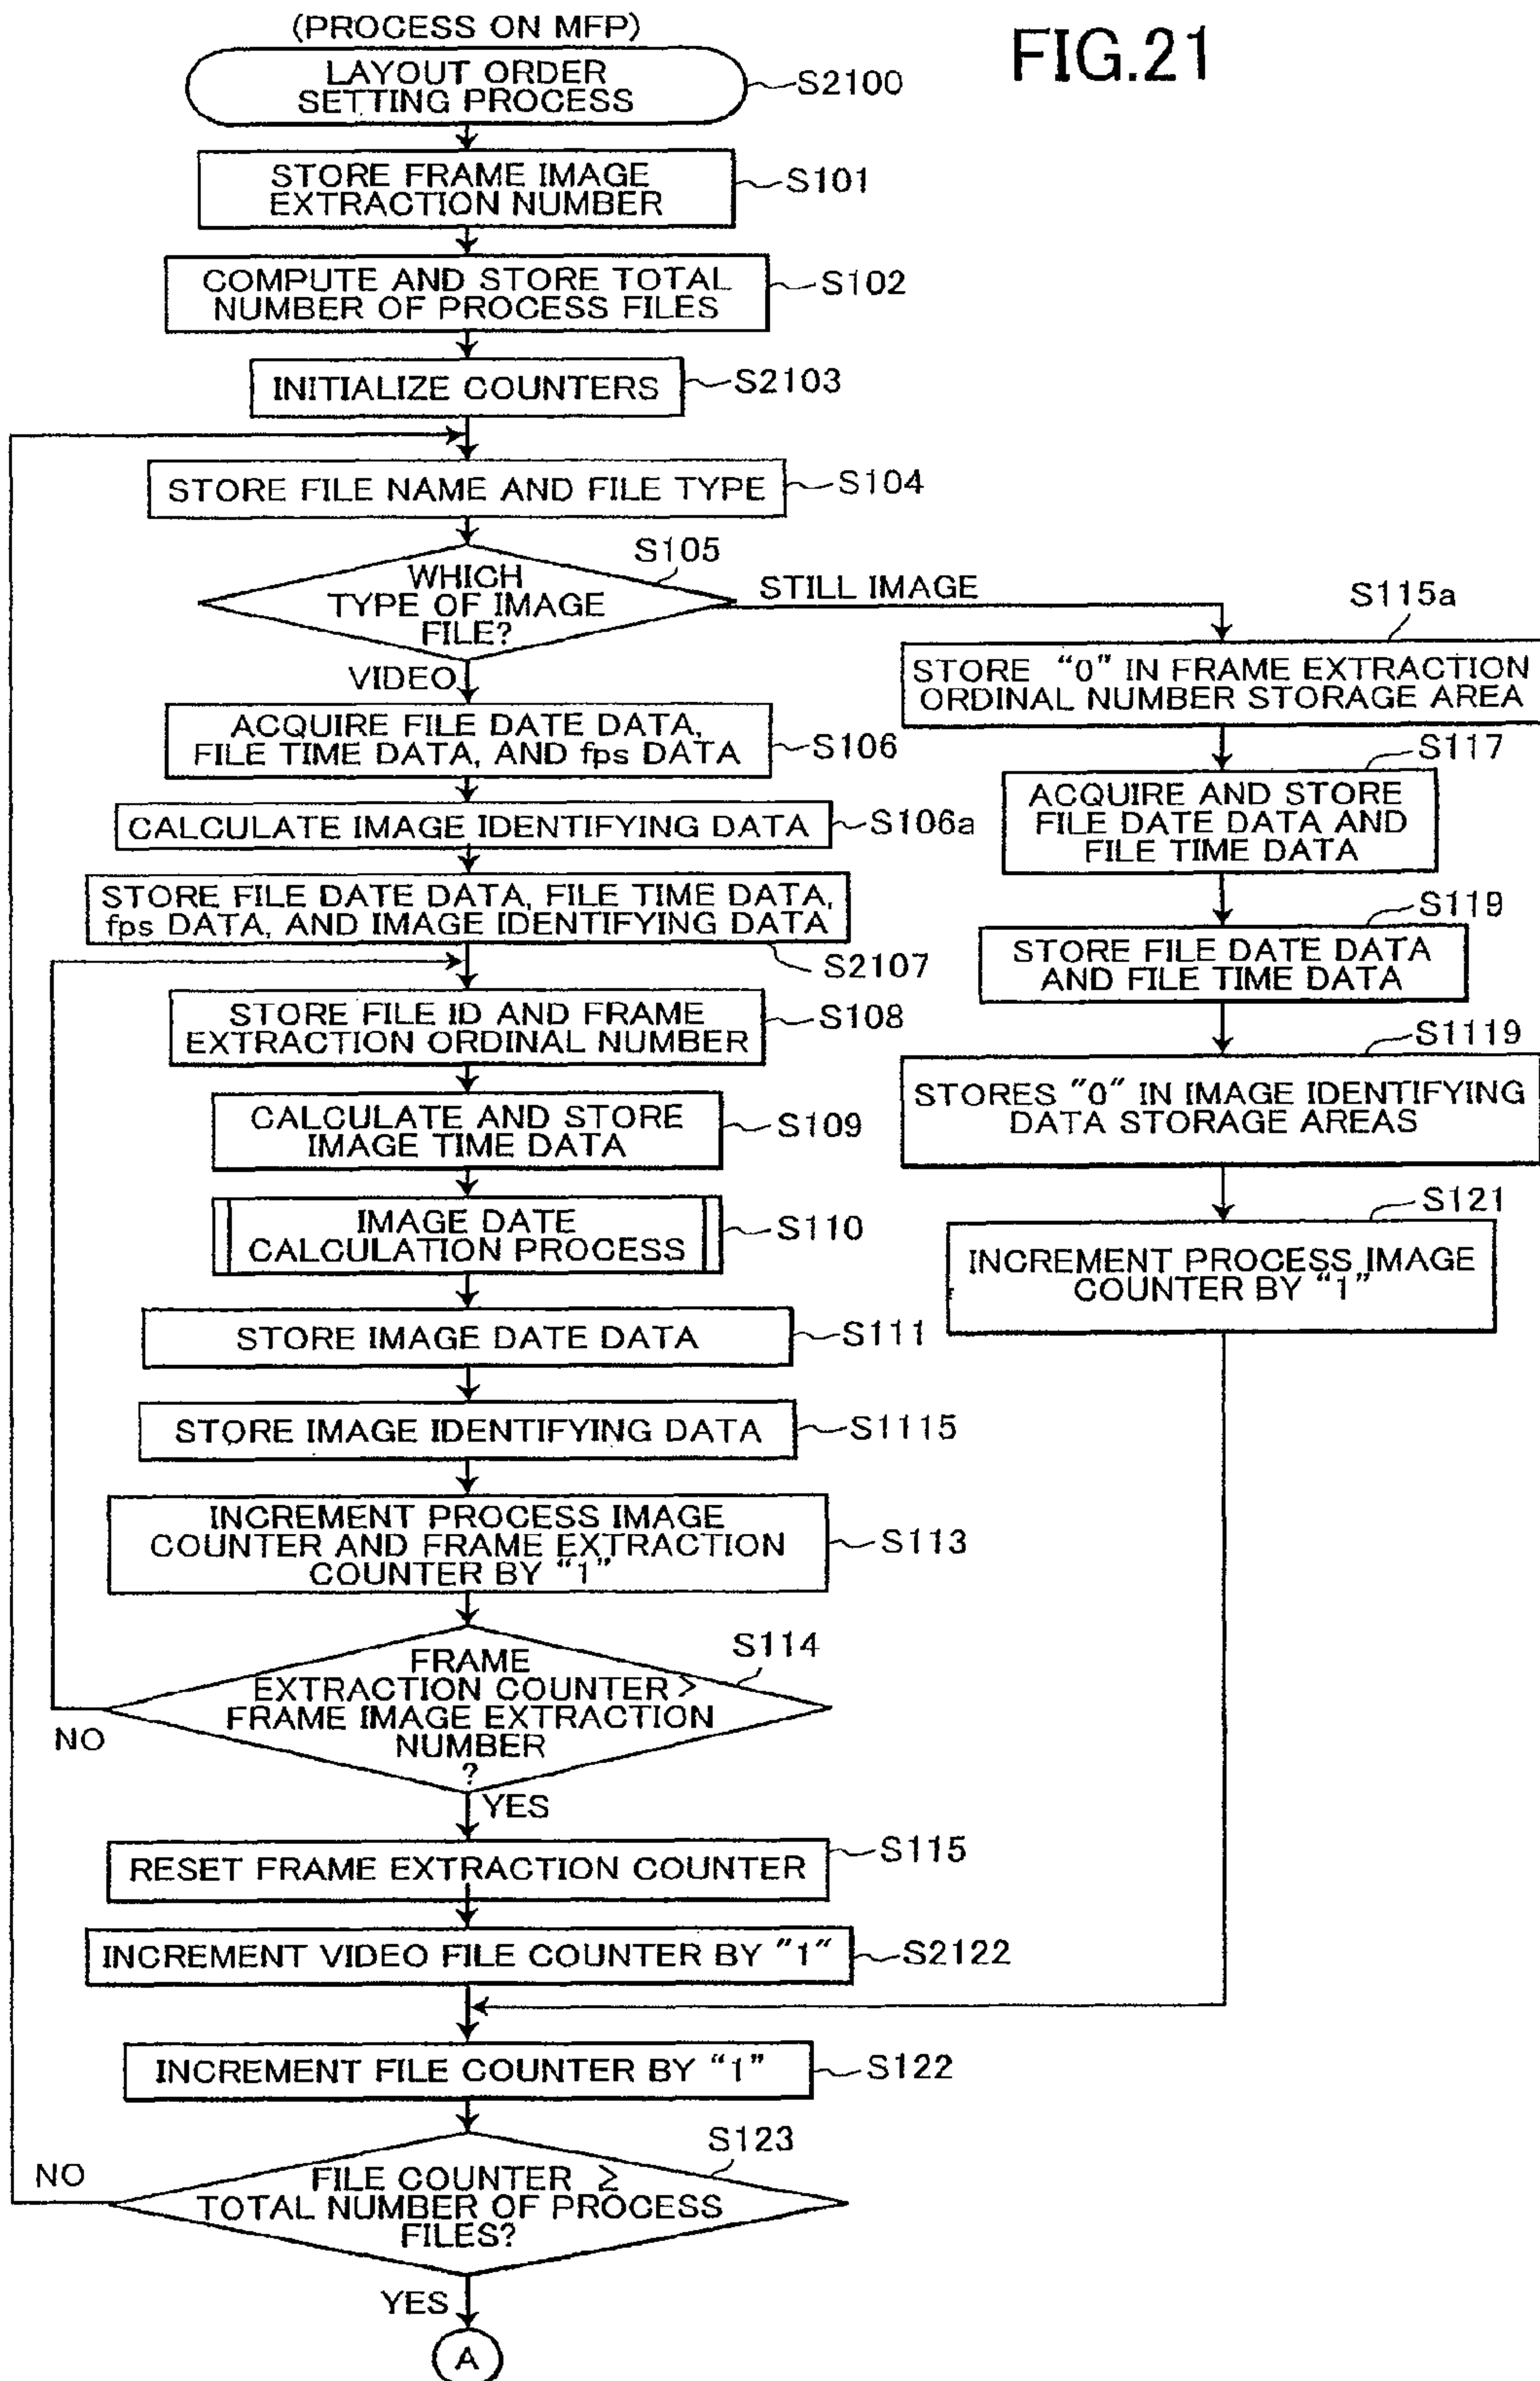 (PROCESS ON MFP)
FIG.21
LAYOUT ORDER
SETTING PROCESS
S2100
STORE FRAME IMAGE
EXTRACTION NUMBER
S101
COMPUTE AND STORE TOTAL
NUMBER OF PROCESS FILES
S102
INITIALIZE COUNTERS
S2103
STORE FILE NAME AND FILE TYPE
S104
WHICH
TYPE OF IMAGE
FILE?
S105
STILL IMAGE
VIDEO
ACQUIRE FILE DATE DATA,
FILE TIME DATA, AND fps DATA
S106
CALCULATE IMAGE IDENTIFYING DATA
S106a
STORE FILE DATE DATA, FILE TIME DATA,
fps DATA, AND IMAGE IDENTIFYING DATA
S2107
STORE FILE ID AND FRAME
EXTRACTION ORDINAL NUMBER
S108
CALCULATE AND STORE
IMAGE TIME DATA
S109
IMAGE DATE
CALCULATION PROCESS
S110
STORE IMAGE DATE DATA
S111
STORE IMAGE IDENTIFYING DATA
S1115
INCREMENT PROCESS IMAGE
COUNTER AND FRAME EXTRACTION
COUNTER BY “1”
S113
FRAME
EXTRACTION COUNTER >
FRAME IMAGE EXTRACTION
NUMBER
?
S114
NO
YES
RESET FRAME EXTRACTION COUNTER
S115
INCREMENT VIDEO FILE COUNTER BY "1"
S2122
S115a
STORE “0” IN FRAME EXTRACTION
ORDINAL NUMBER STORAGE AREA
S117
ACQUIRE AND STORE
FILE DATE DATA AND
FILE TIME DATA
S119
STORE FILE DATE DATA
AND FILE TIME DATA
S1119
STORES "0" IN IMAGE IDENTIFYING
DATA STORAGE AREAS
S121
INCREMENT PROCESS IMAGE
COUNTER BY “1”
INCREMENT FILE COUNTER BY “1”
S122
FILE COUNTER ≧
TOTAL NUMBER OF PROCESS
FILES?
S123
NO
YES
A